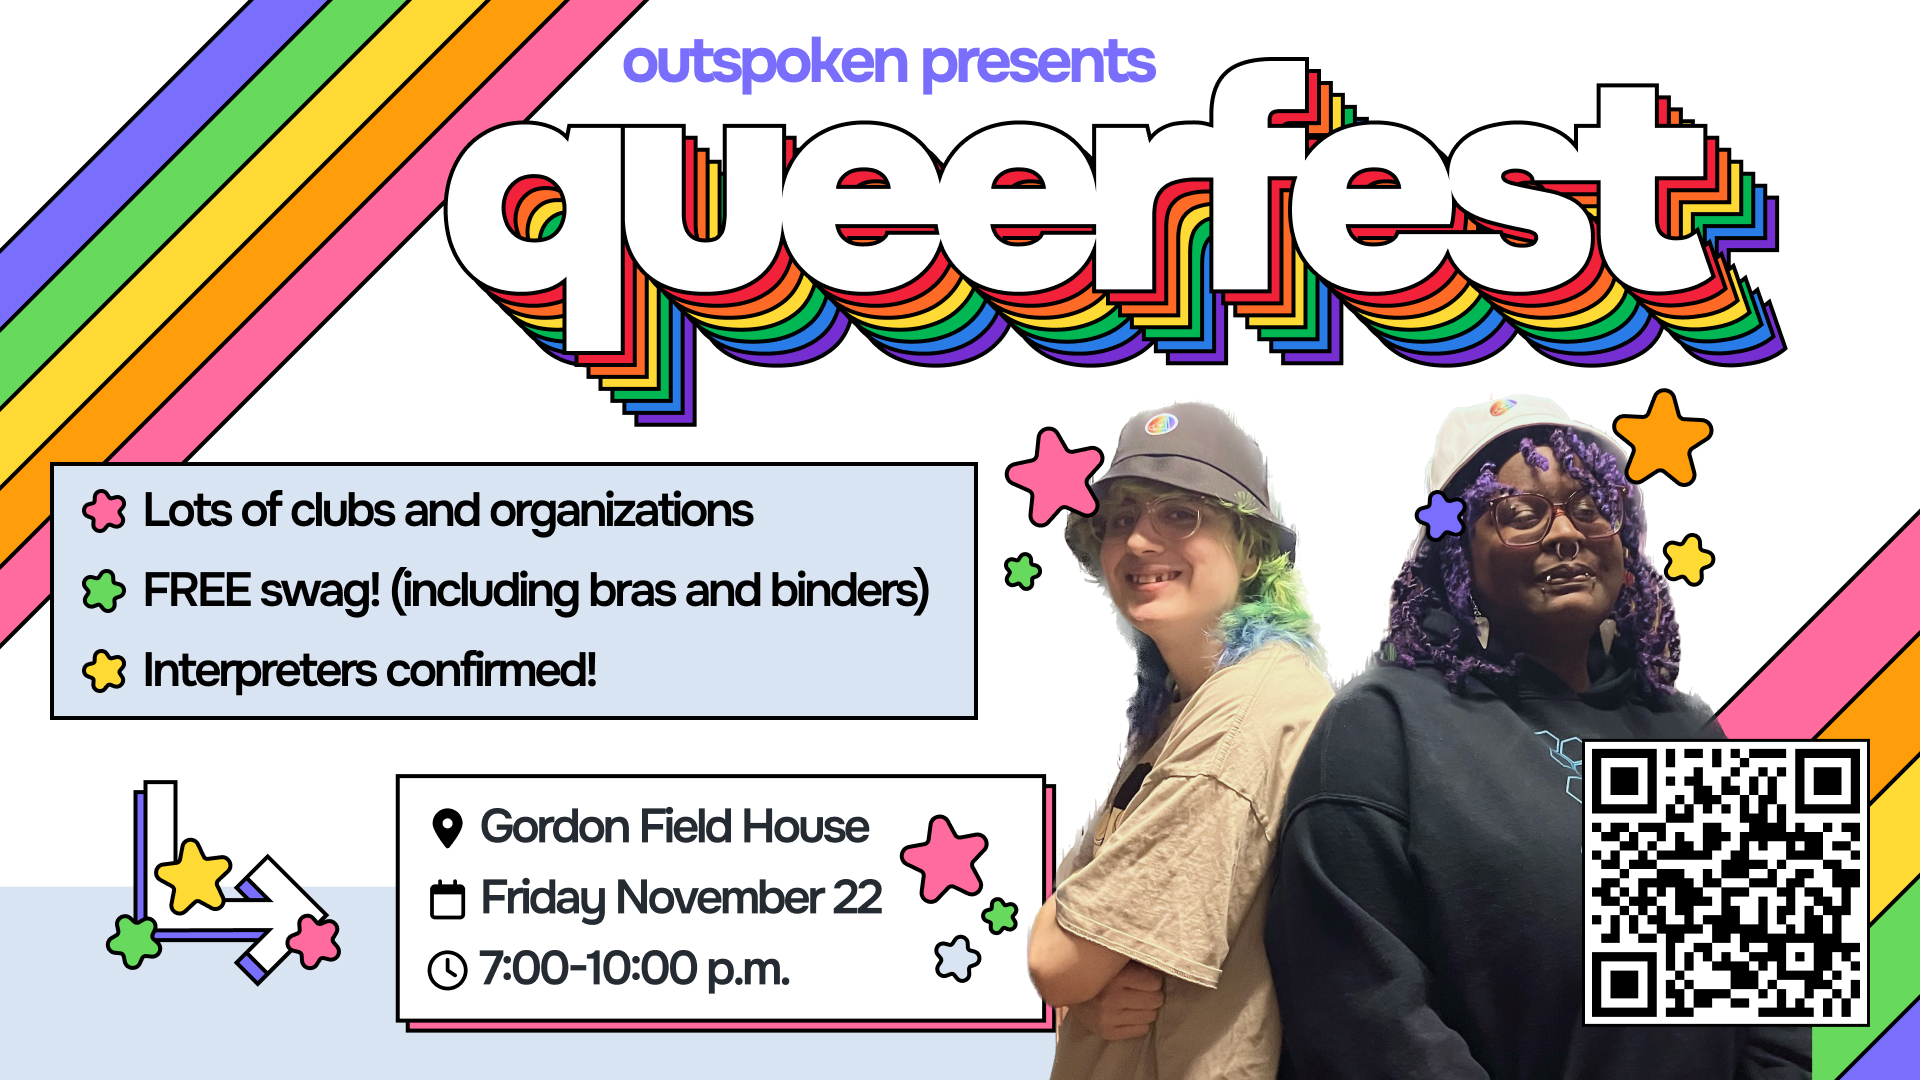 outspoken presents
queerfest
Lots of clubs and organizations
FREE swag! (including bras and binders)
Interpreters confirmed!
Gordon Field House
Friday November 22
7:00-10:00 p.m.